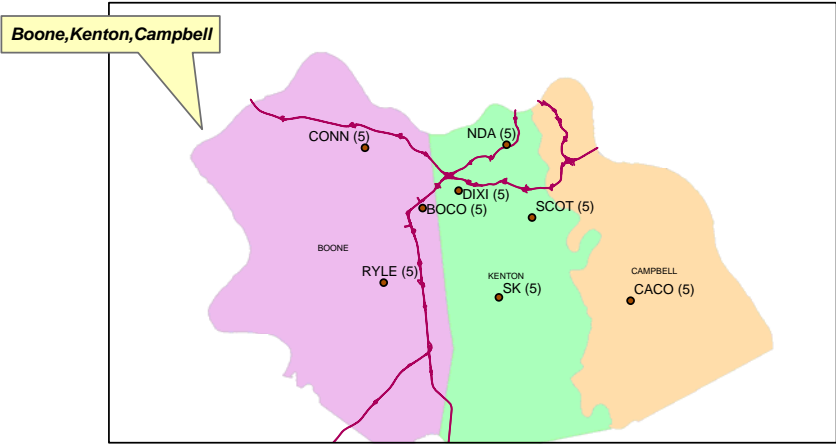 Boone,Kenton,Campbell
NDA (5)
CONN (5)
DIXI (5)
BOCO (5)
SCOT (5)
BOONE
RYLE (5)
KENTON
CAMPBELL
SK (5)
CACO (5)